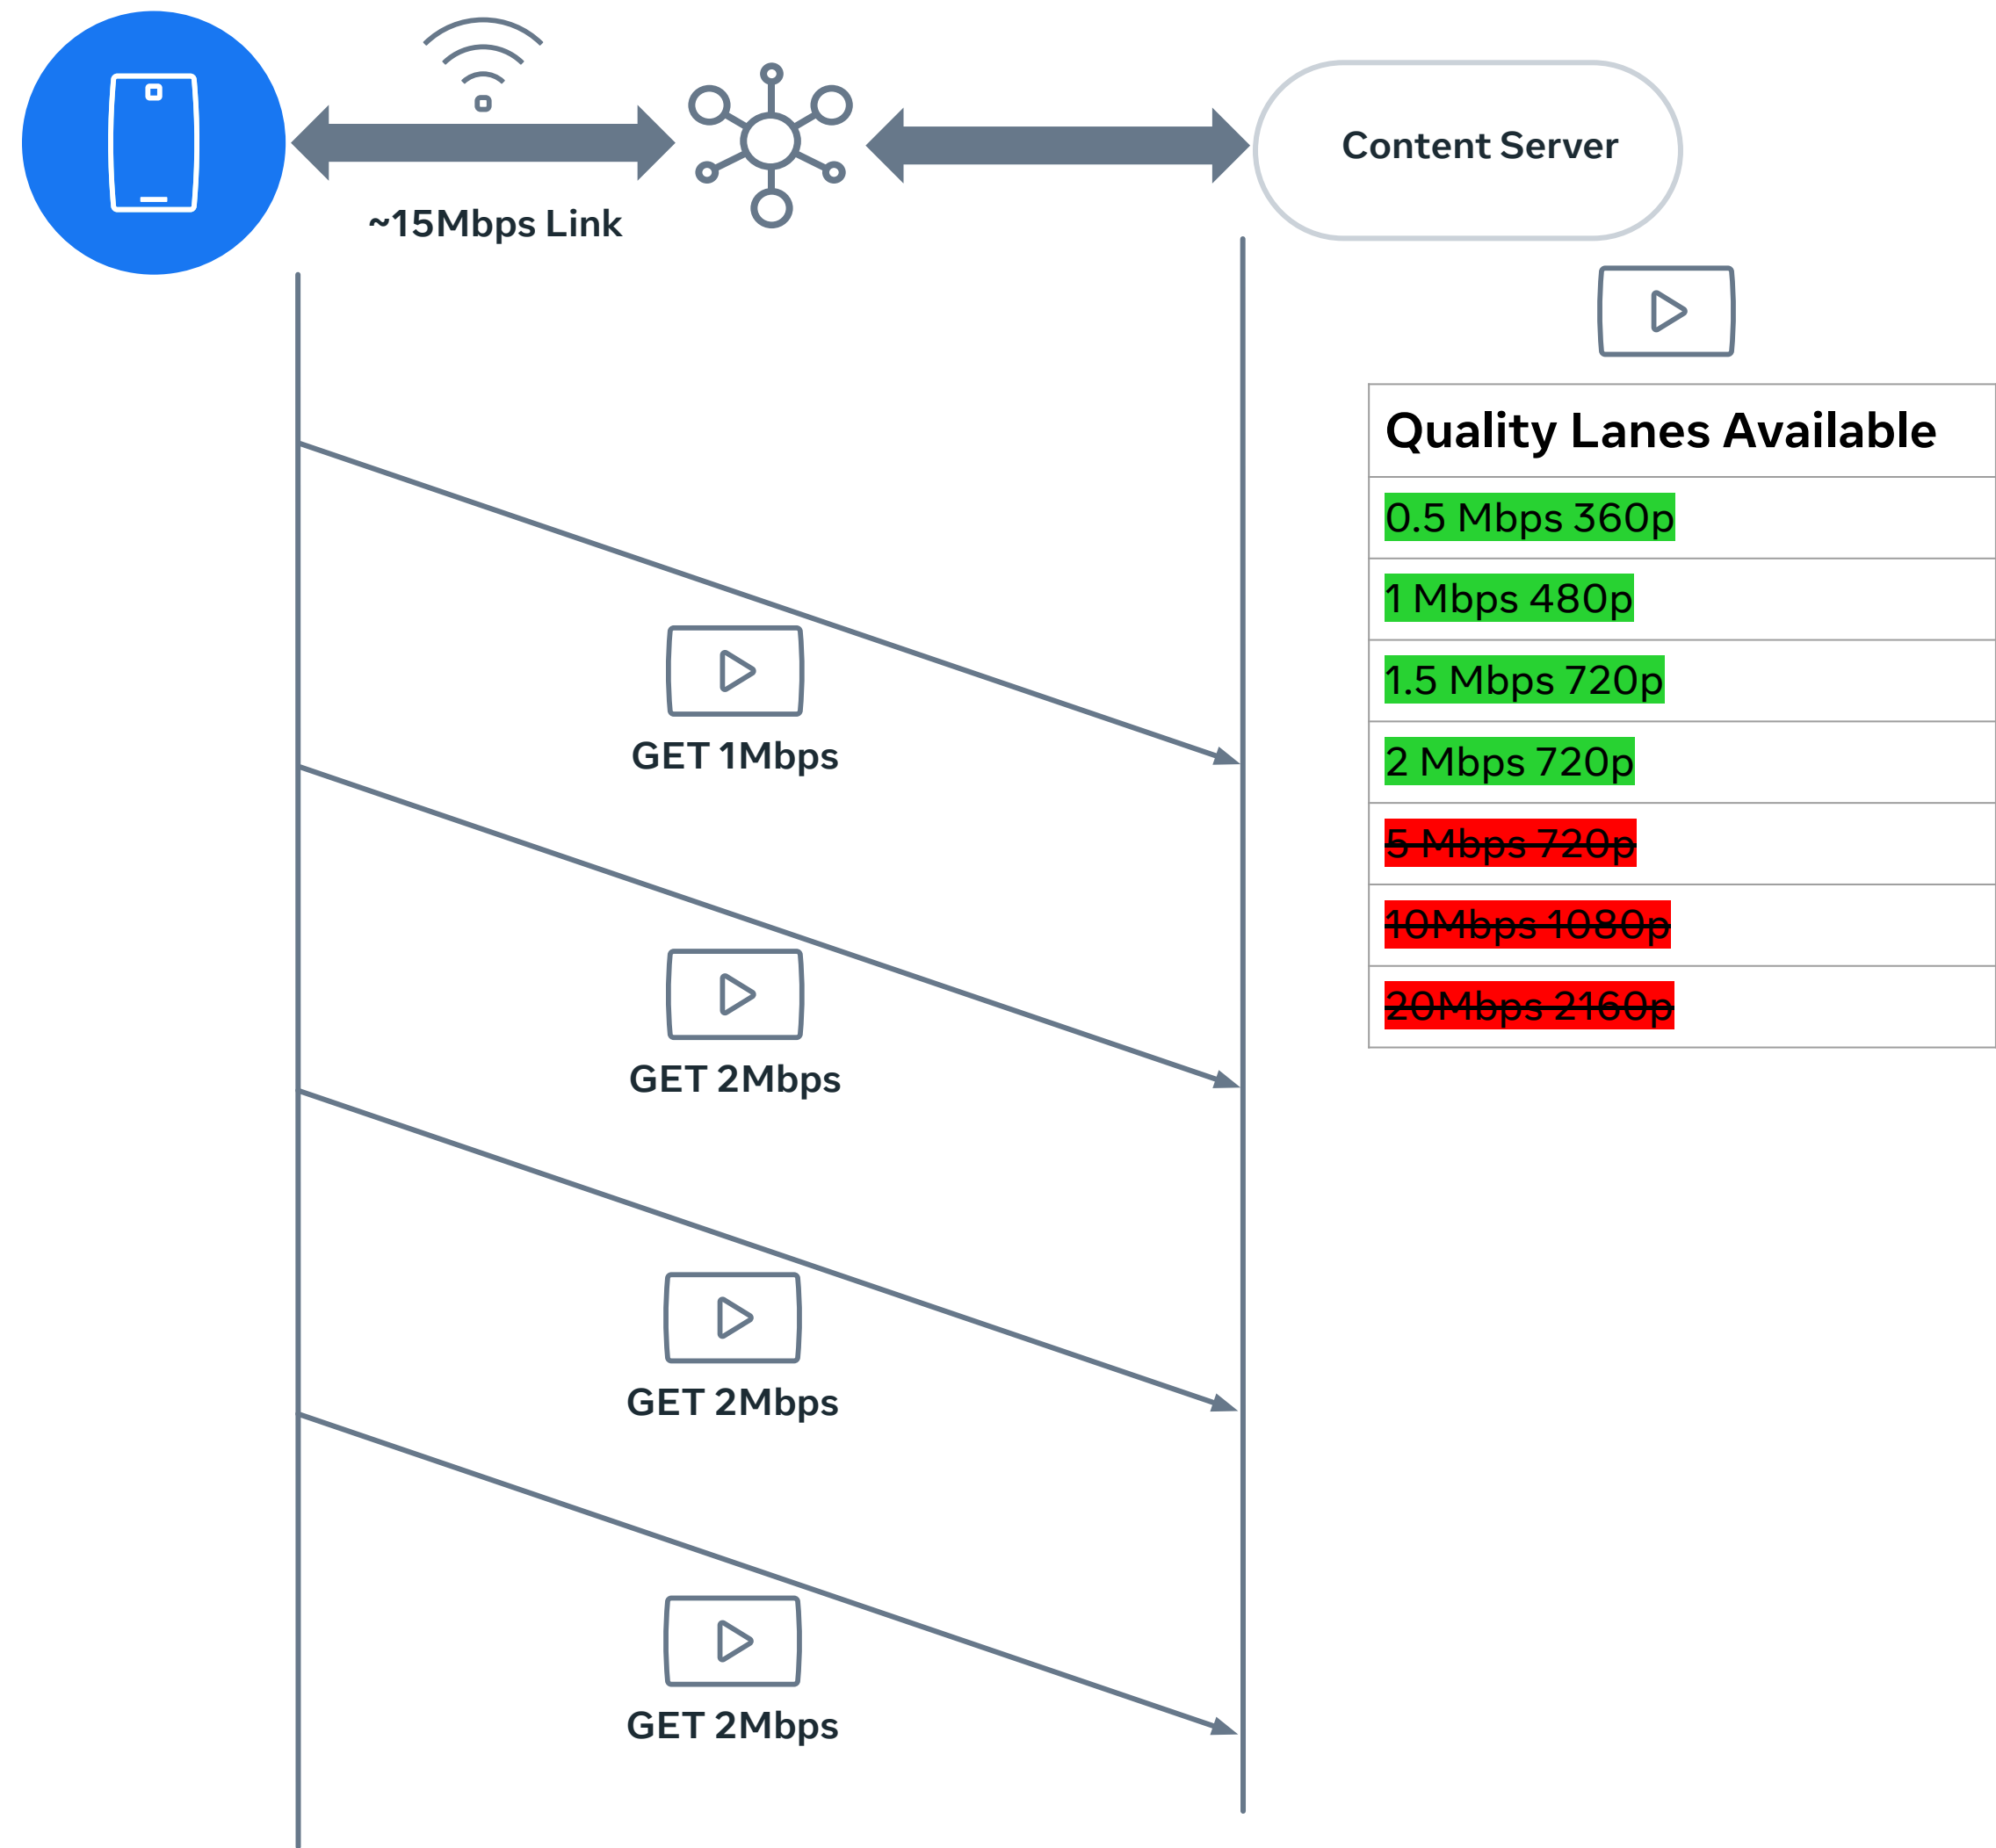 Content Server
~15Mbps Link
Quality Lanes Available
0.5 Mbps 360p
1 Mbps 480p
1.5 Mbps 720p
2 Mbps 720p
5 Mbps 720p
10Mbps 1080p
20Mbps 2160p
GET 1Mbps
GET 2Mbps
GET 2Mbps
GET 2Mbps